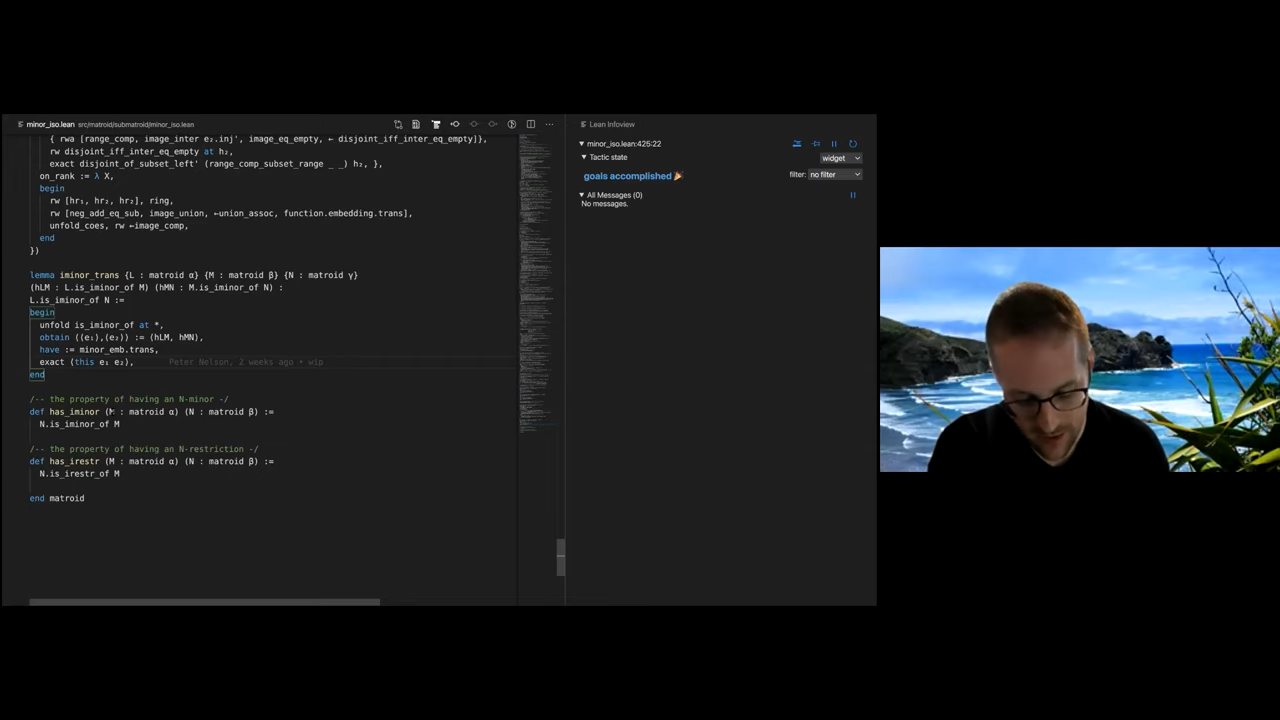 minor_iso.lean src/matroid/submatroid/minor_iso.lean
{ rwa [range_comp, image_inter e₂.inj', image_eq_empty, ← disjoint_iff_inter_eq_empty]},
rw disjoint_iff_inter_eq_empty at h₂,
exact disjoint_of_subset_left' (range_comp_subset_range _ _) h₂, },
on_rank := λ X,
begin
rw [h₁, hr₁, hr₂], ring,
rw [neg_add_eq_sub, image_union, ←union_assoc, function.embedding.trans],
rw ←image_comp,
end
})
lemma iminor_trans {L : matroid α} {M : matroid β} {N : matroid γ}
(hLM : L.is_iminor_of M) (hMN : M.is_iminor_of N) :
L.is_iminor_of N :=
begin
unfold is_iminor_of at *,
obtain ⟨⟨e₁⟩, ⟨e₂⟩⟩ := ⟨hLM, hMN⟩,
have := minor_emb.trans,
exact ⟨this e₁ e₂⟩, Peter Nelson, 2 weeks ago • wip
end
/-- the property of having an N-minor -/
def (M : matroid α) (N : matroid β) :=
N.is_iminor_of M
/-- the property of having an N-restriction -/
def has_irestr (M : matroid α) (N : matroid β) :=
N.is_irestr_of M
end matroid
Lean Infoview
minor_iso.lean:425:22
Tactic state
widget
goals accomplished 🎉
filter: no filter
All Messages (0)
No messages.